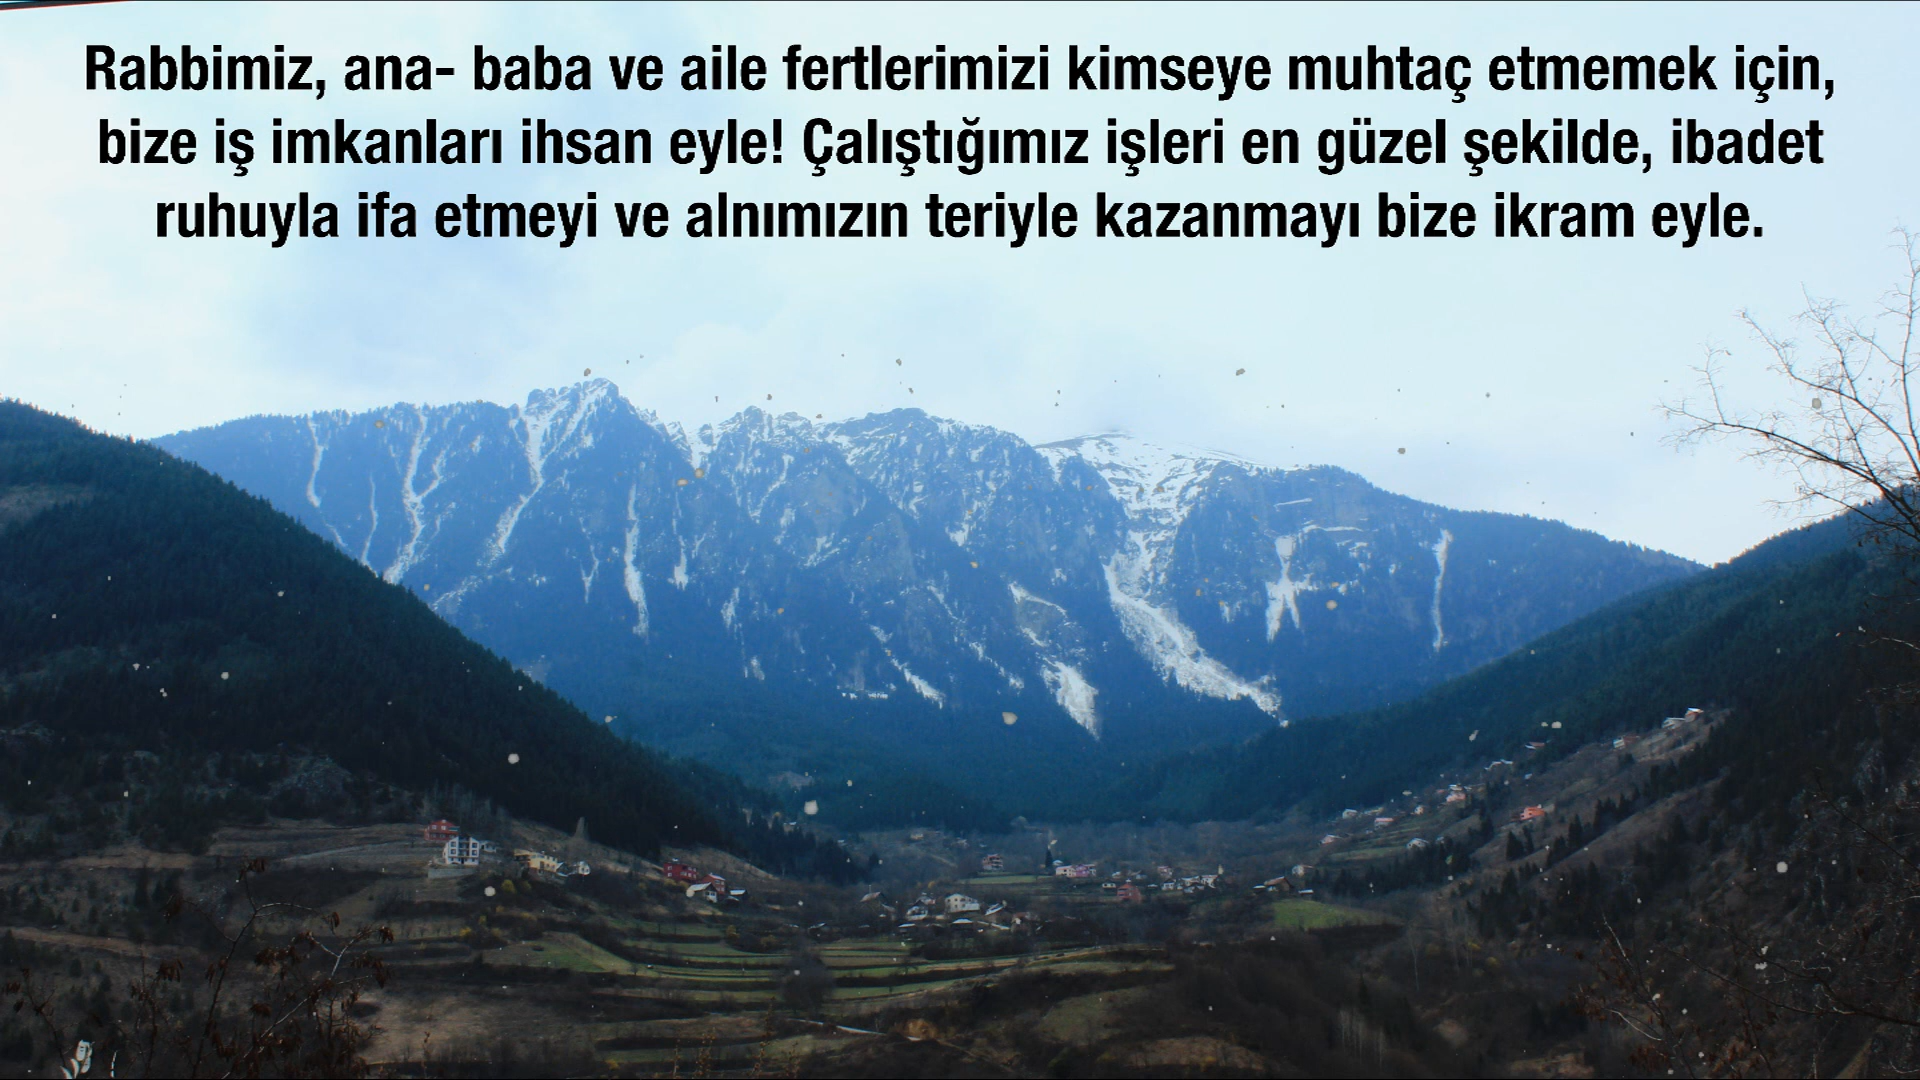 Rabbimiz, ana- baba ve aile fertlerimizi kimseye muhtaç etmemek için,
bize iş imkanları ihsan eyle! Çalıştığımız işleri en güzel şekilde, ibadet
ruhuyla ifa etmeyi ve alnımızın teriyle kazanmayı bize ikram eyle.